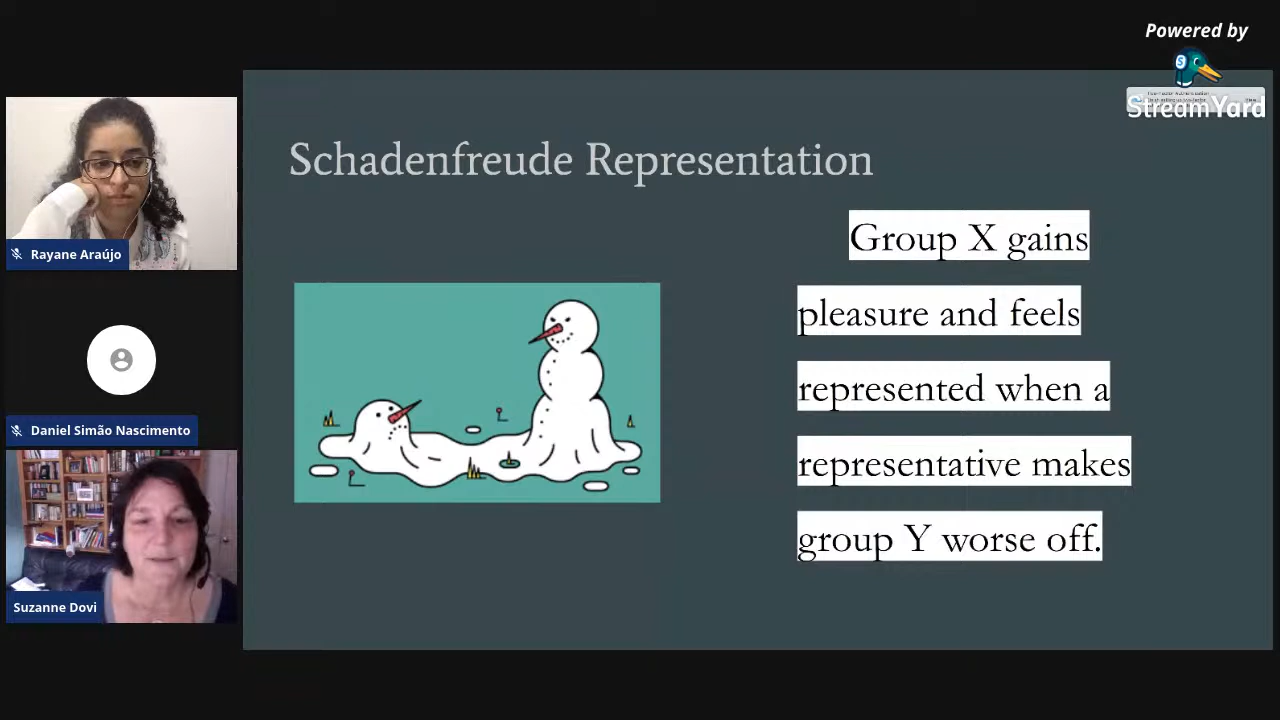 Powered by
StreamYard
Schadenfreude Representation
Group X gains
pleasure and feels
represented when a
representative makes
group Y worse off.
Rayane Araújo
Daniel Simão Nascimento
Suzanne Dovi